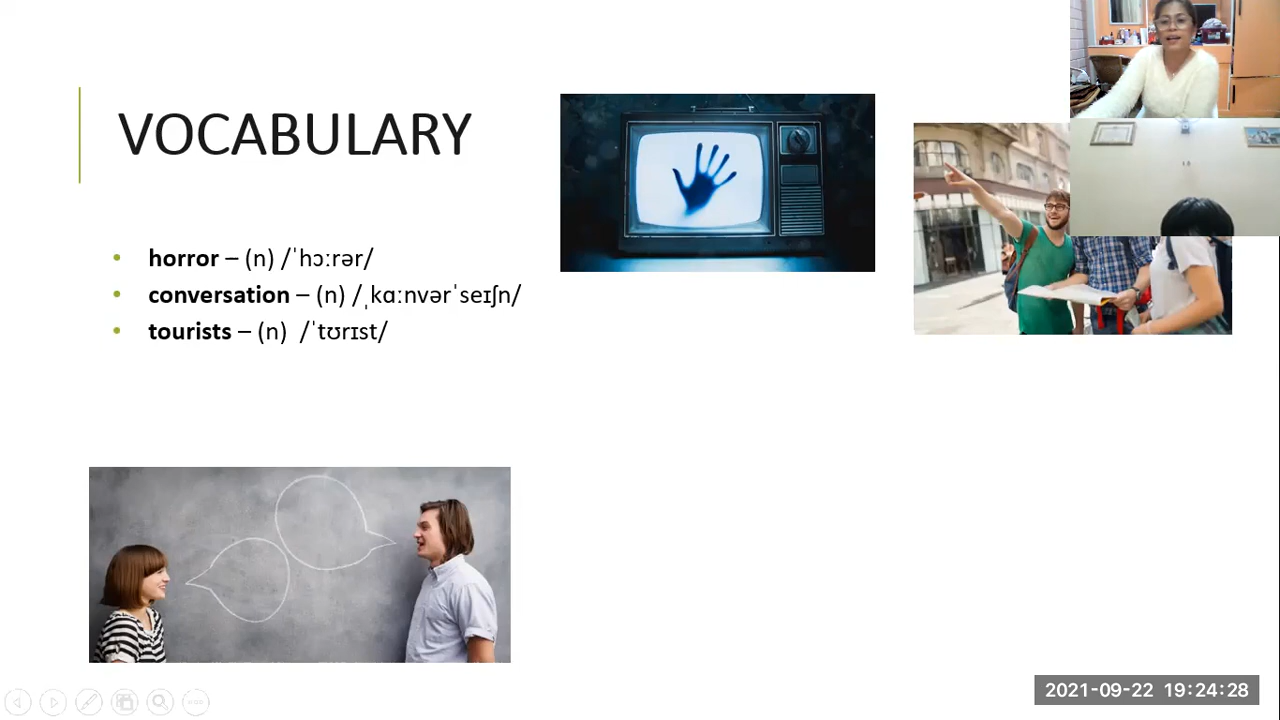 VOCABULARY
• horror – (n) /ˈhɔːrər/
• conversation – (n) /ˌkɑːnvərˈseɪʃn/
• tourists – (n) /ˈtʊrɪst/
2021-09-22 19:24:28